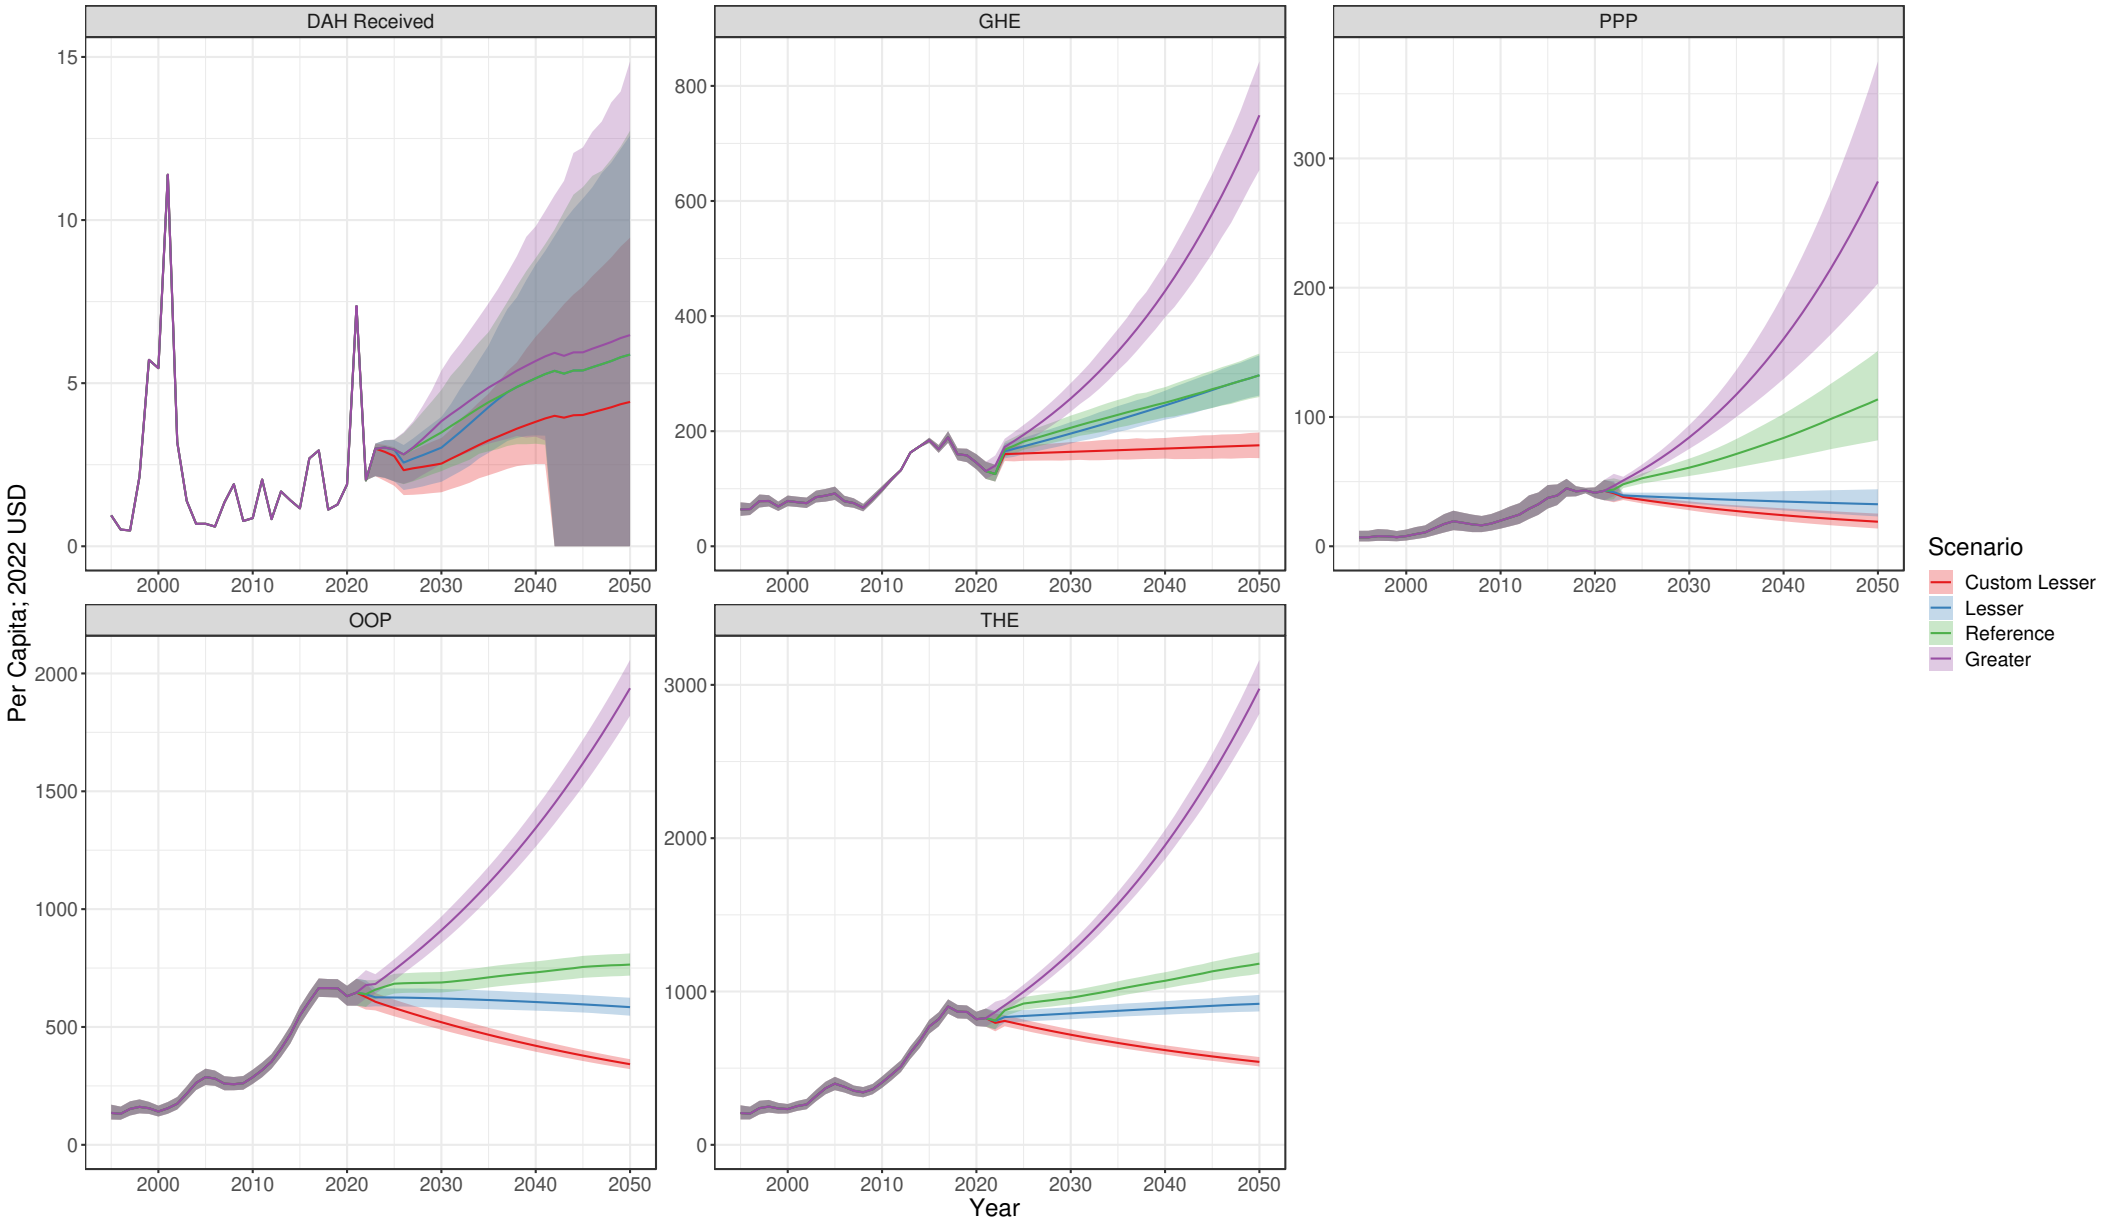 DAH Received
GHE
PPP
15
10
5
0
2000 2010 2020 2030 2040 2050
800
600
400
200
0
2000 2010 2020 2030 2040 2050
300
200
100
0
2000 2010 2020 2030 2040 2050
Per Capita; 2022 USD
OOP
THE
2000
1500
1000
500
0
2000 2010 2020 2030 2040 2050
3000
2000
1000
0
2000 2010 2020 2030 2040 2050
Year
Scenario
Custom Lesser
Lesser
Reference
Greater